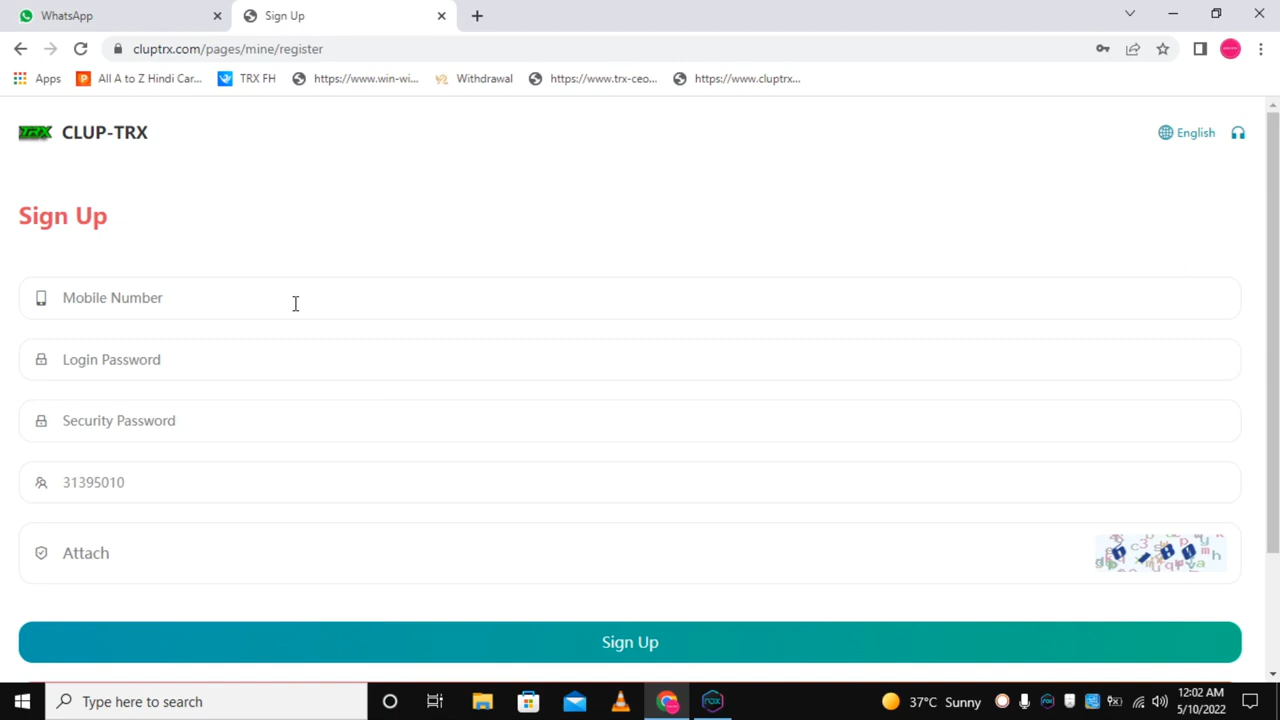 WhatsApp
Sign Up
cluptrx.com/pages/mine/register
Apps
All A to Z Hindi Car...
TRX FH
https://www.win-wi...
Withdrawal
https://www.trx-ceo...
https://www.cluptrx...
TRX
CLUP-TRX
English
Sign Up
Mobile Number
Login Password
Security Password
31395010
Attach
Sign Up
Type here to search
37°C Sunny
12:02 AM
5/10/2022